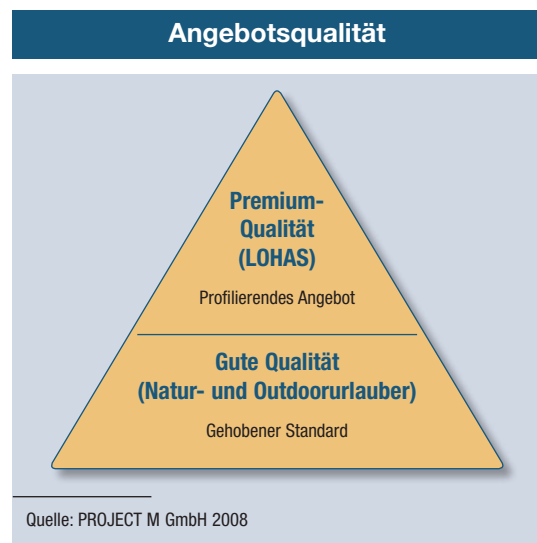 Angebotsqualität
Premium-
Qualität
(LOHAS)
Profilierendes Angebot
Gute Qualität
(Natur- und Outdoorurlauber)
Gehobener Standard
Quelle: PROJECT M GmbH 2008